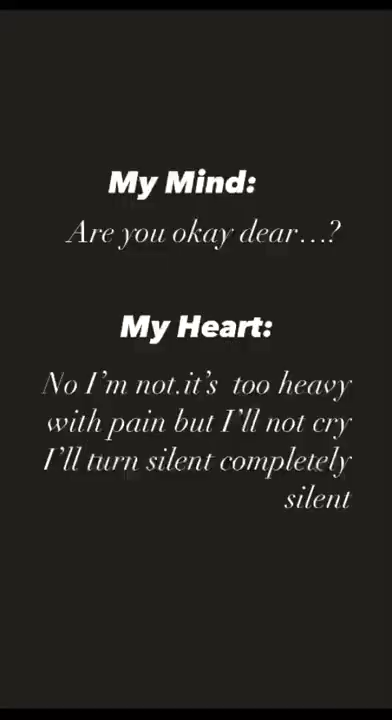 My Mind:
Are you okay dear...?
My Heart:
No I'm not.it's too heavy
with pain but I'll not cry
I'll turn silent completely
silent